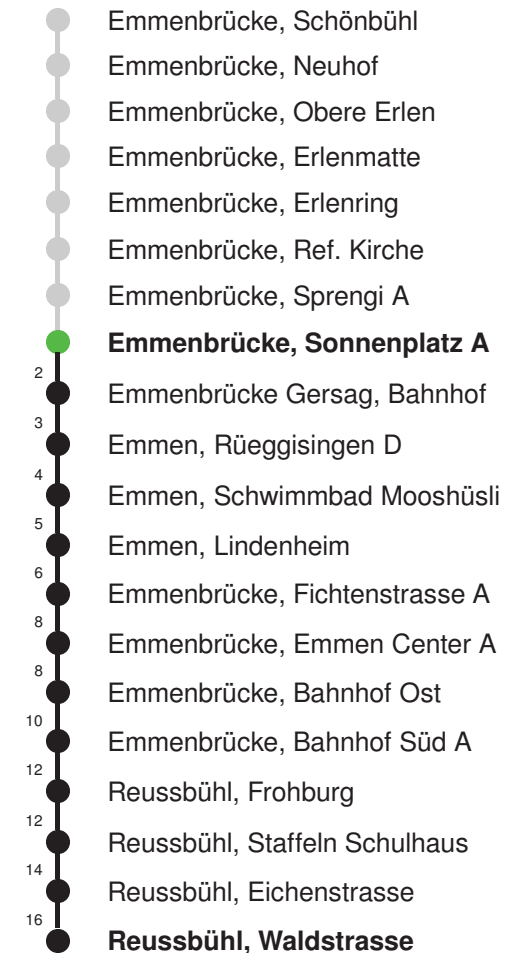 Emmenbrücke, Schönbühl
Emmenbrücke, Neuhof
Emmenbrücke, Obere Erlen
Emmenbrücke, Erlenmatte
Emmenbrücke, Erlenring
Emmenbrücke, Ref. Kirche
Emmenbrücke, Sprengi A
Emmenbrücke, Sonnenplatz A
2 Emmenbrücke Gersag, Bahnhof
3 Emmen, Rüeggisingen D
4 Emmen, Schwimmbad Mooshüsli
5 Emmen, Lindenheim
6 Emmenbrücke, Fichtenstrasse A
8 Emmenbrücke, Emmen Center A
8 Emmenbrücke, Bahnhof Ost
10 Emmenbrücke, Bahnhof Süd A
12 Reussbühl, Frohburg
12 Reussbühl, Staffeln Schulhaus
14 Reussbühl, Eichenstrasse
16 Reussbühl, Waldstrasse